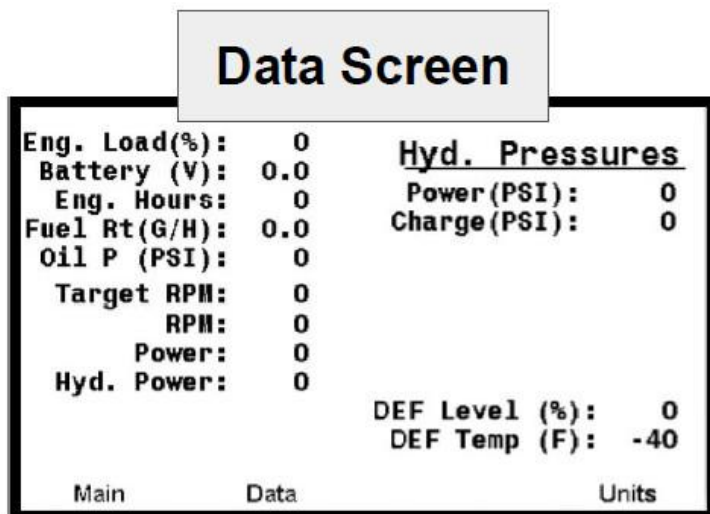 Data Screen
Eng. Load(%): 0
Battery (V): 0.0
Eng. Hours: 0
Fuel Rt(G/H): 0.0
Oil P (PSI): 0
Target RPM: 0
RPM: 0
Power: 0
Hyd. Power: 0
Hyd. Pressures
Power(PSI): 0
Charge(PSI): 0
DEF Level (%): 0
DEF Temp (F): -40
Main Data Units